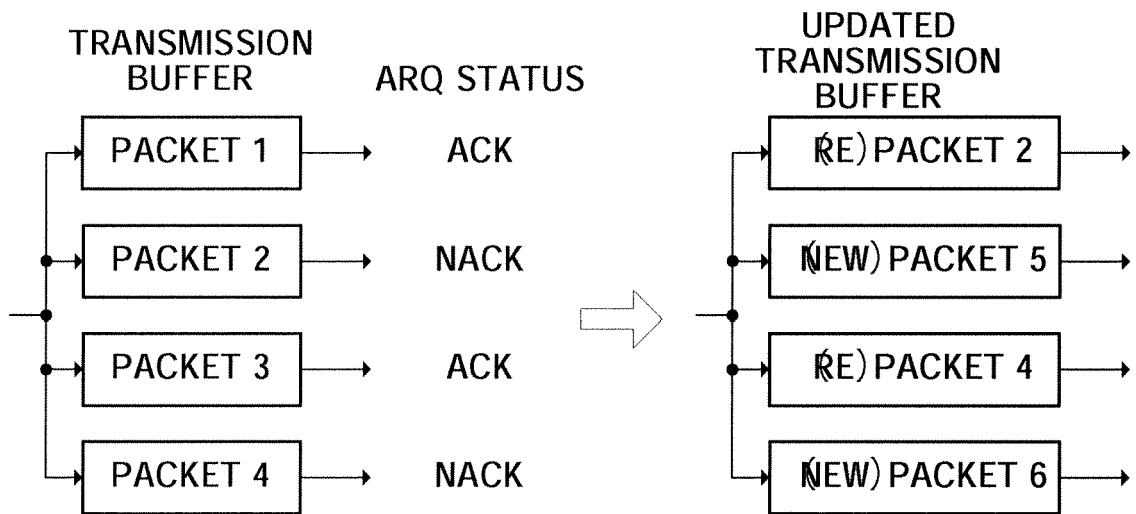 TRANSMISSION
BUFFER
ARQ STATUS
UPDATED
TRANSMISSION
BUFFER
PACKET 1
ACK
(RE) PACKET 2
PACKET 2
NACK
(NEW) PACKET 5
PACKET 3
ACK
(RE) PACKET 4
PACKET 4
NACK
(NEW) PACKET 6